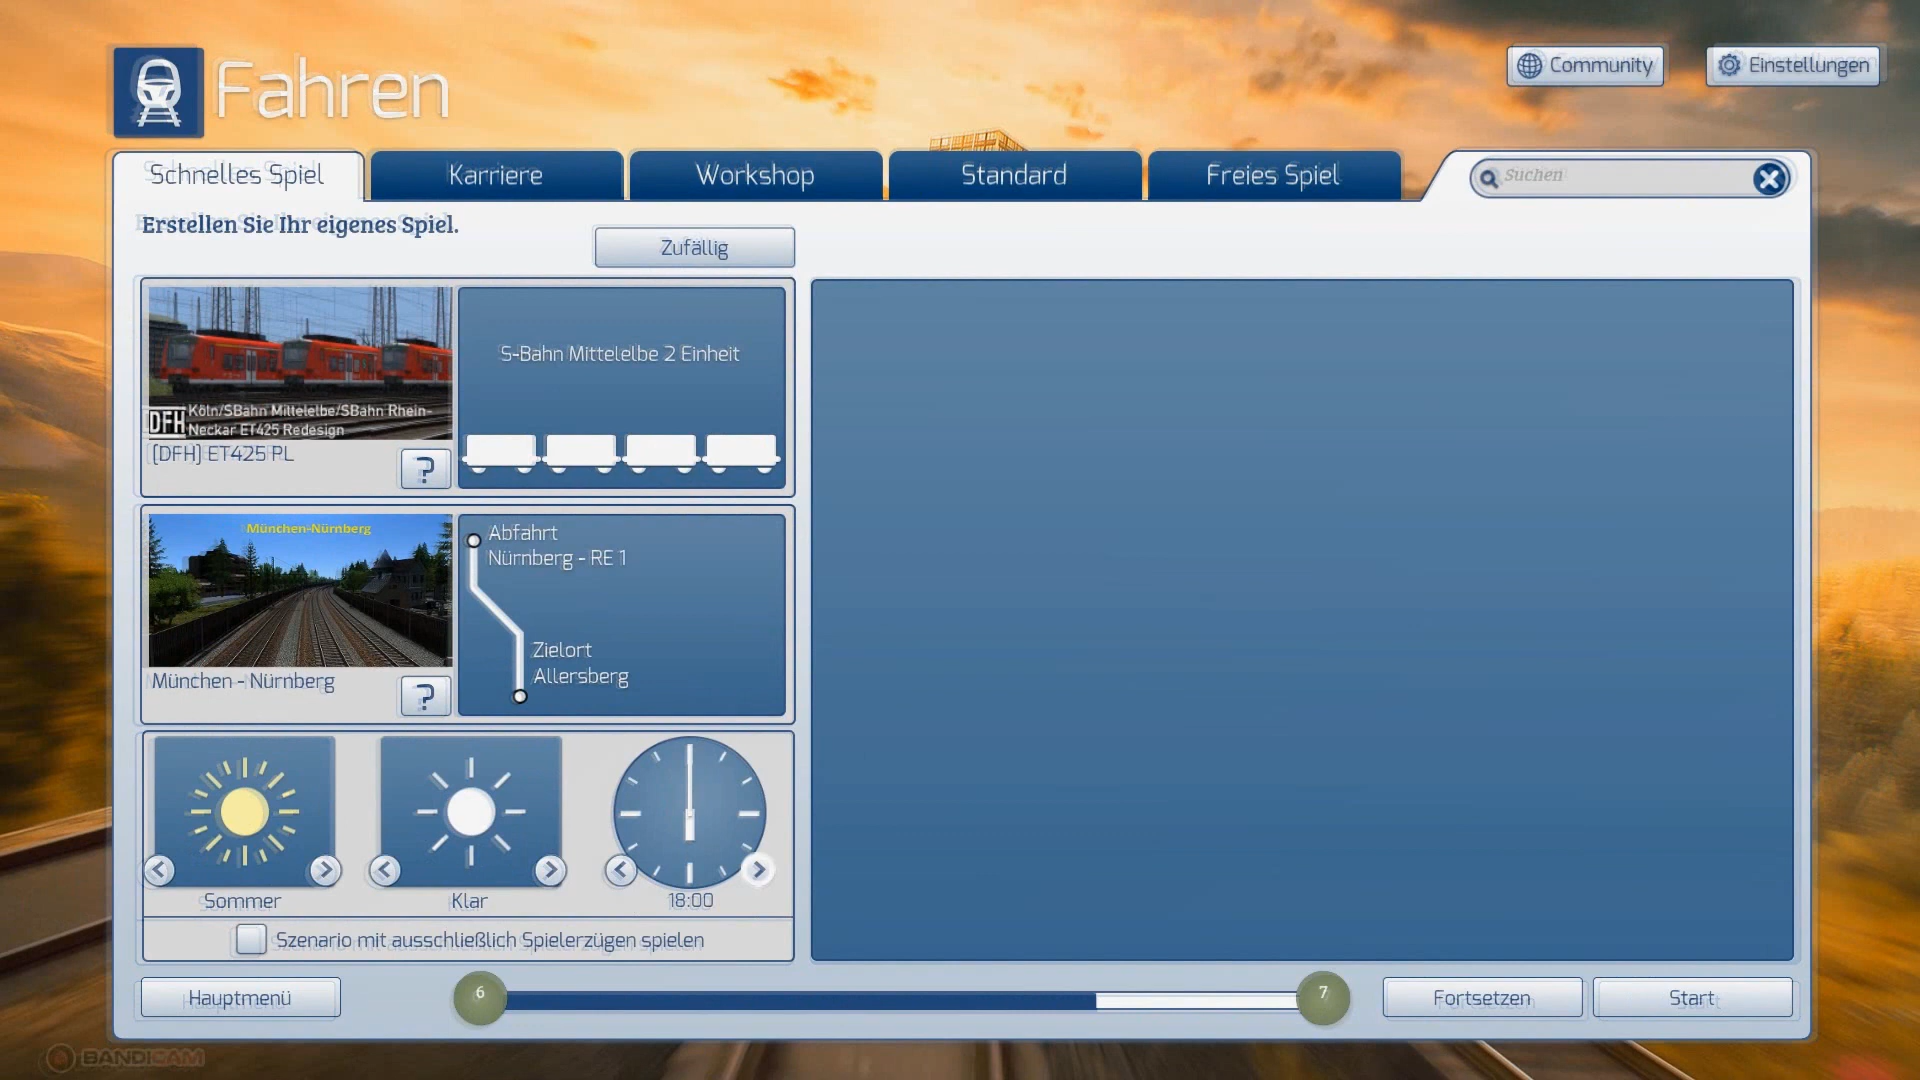 Fahren
Community
Einstellungen
Schnelles Spiel
Karriere
Workshop
Standard
Freies Spiel
Suchen
Erstellen Sie Ihr eigenes Spiel.
Zufällig
S-Bahn Mittelelbe 2 Einheit
DFH
Köln/SBahn Mittelelbe/SBahn Rhein-
Neckar ET425 Redesign
[DFH] ET425 PL
?
München-Nürnberg
Abfahrt
Nürnberg - RE 1
Zielort
Allersberg
München - Nürnberg
?
Sommer
Klar
18:00
Szenario mit ausschließlich Spielerzügen spielen
Hauptmenü
6
7
Fortsetzen
Start
BANDICAM